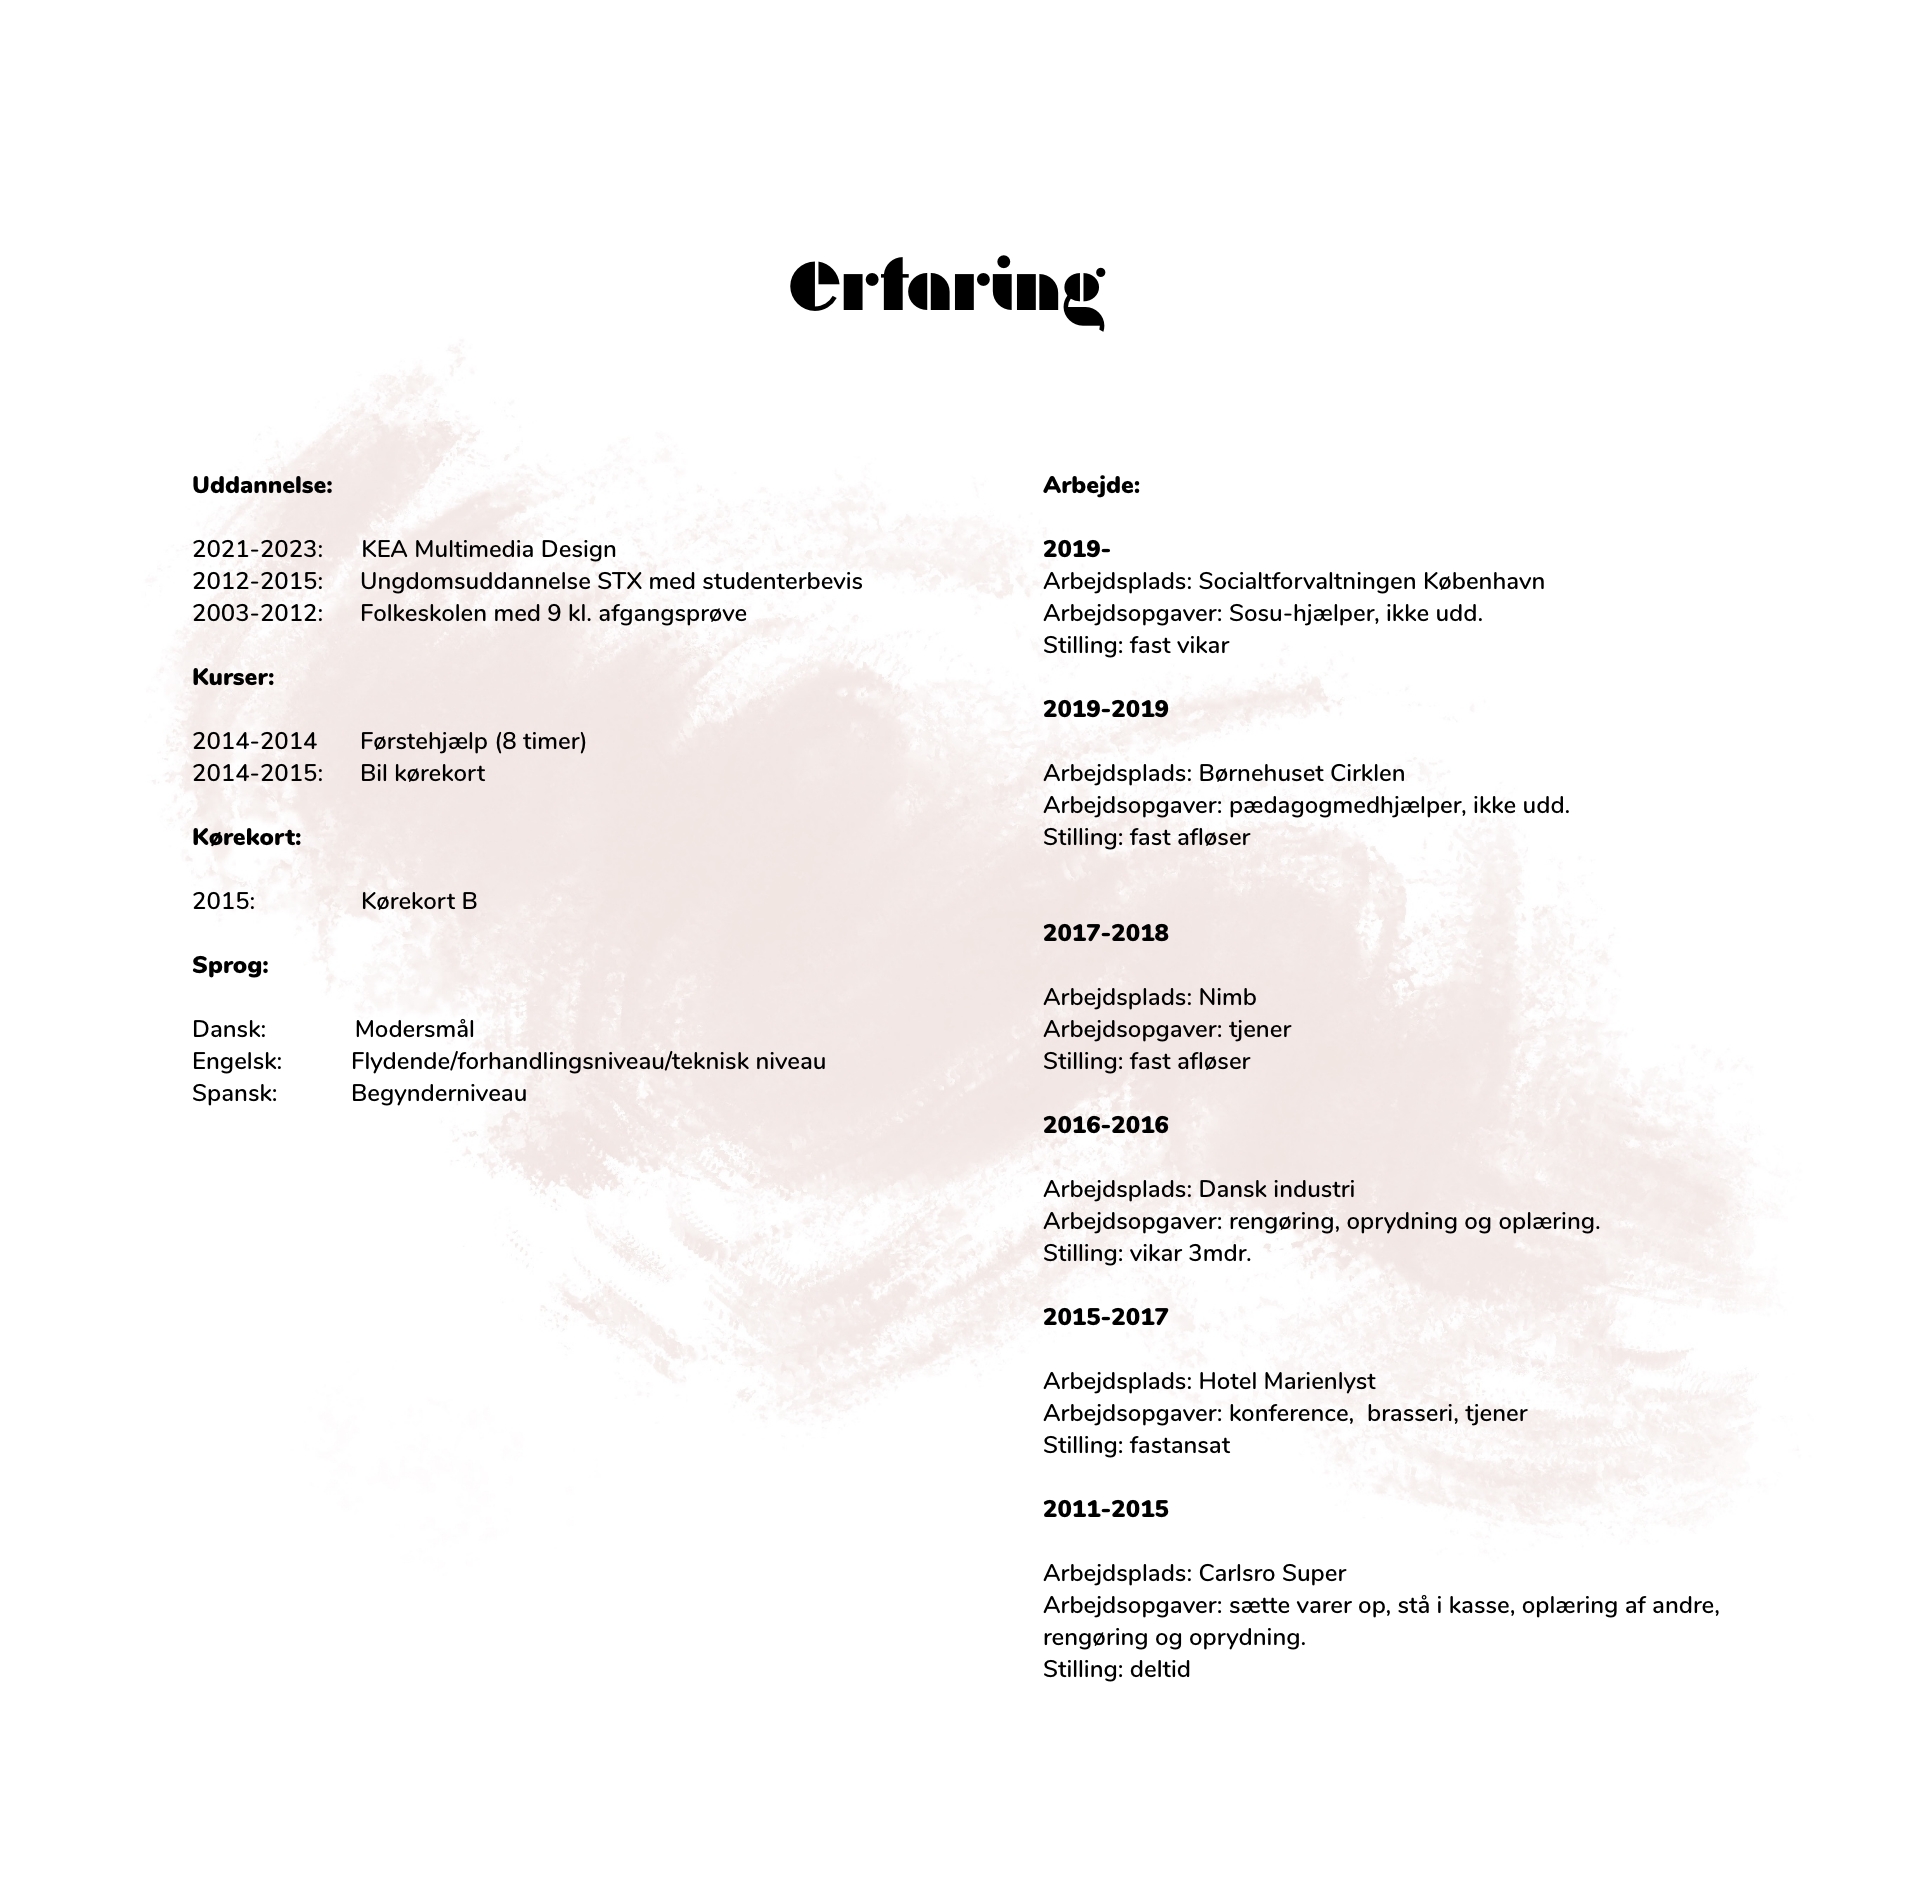 erfaring
Uddannelse:
2021-2023: KEA Multimedia Design
2012-2015: Ungdomsuddannelse STX med studenterbevis
2003-2012: Folkeskolen med 9 kl. afgangsprøve
Kurser:
2014-2014 Førstehjælp (8 timer)
2014-2015: Bil kørekort
Kørekort:
2015: Kørekort B
Sprog:
Dansk: Modersmål
Engelsk: Flydende/forhandlingsniveau/teknisk niveau
Spansk: Begynderniveau
Arbejde:
2019-
Arbejdsplads: Socialtforvaltningen København
Arbejdsopgaver: Sosu-hjælper, ikke udd.
Stilling: fast vikar
2019-2019
Arbejdsplads: Børnehuset Cirklen
Arbejdsopgaver: pædagogmedhjælper, ikke udd.
Stilling: fast afløser
2017-2018
Arbejdsplads: Nimb
Arbejdsopgaver: tjener
Stilling: fast afløser
2016-2016
Arbejdsplads: Dansk industri
Arbejdsopgaver: rengøring, oprydning og oplæring.
Stilling: vikar 3mdr.
2015-2017
Arbejdsplads: Hotel Marienlyst
Arbejdsopgaver: konference,  brasseri, tjener
Stilling: fastansat
2011-2015
Arbejdsplads: Carlsro Super
Arbejdsopgaver: sætte varer op, stå i kasse, oplæring af andre,
rengøring og oprydning.
Stilling: deltid